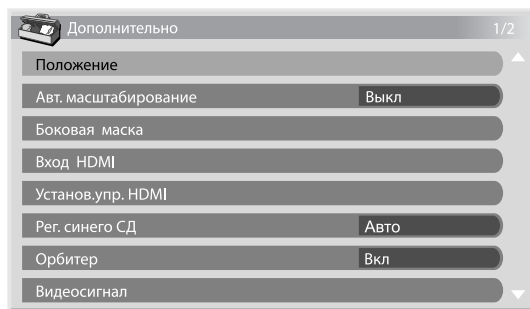 Дополнительно 1/2
Положение
Авт. масштабирование Выкл
Боковая маска
Вход HDMI
Установ.упр. HDMI
Рег. синего СД Авто
Орбитер Вкл
Видеосигнал